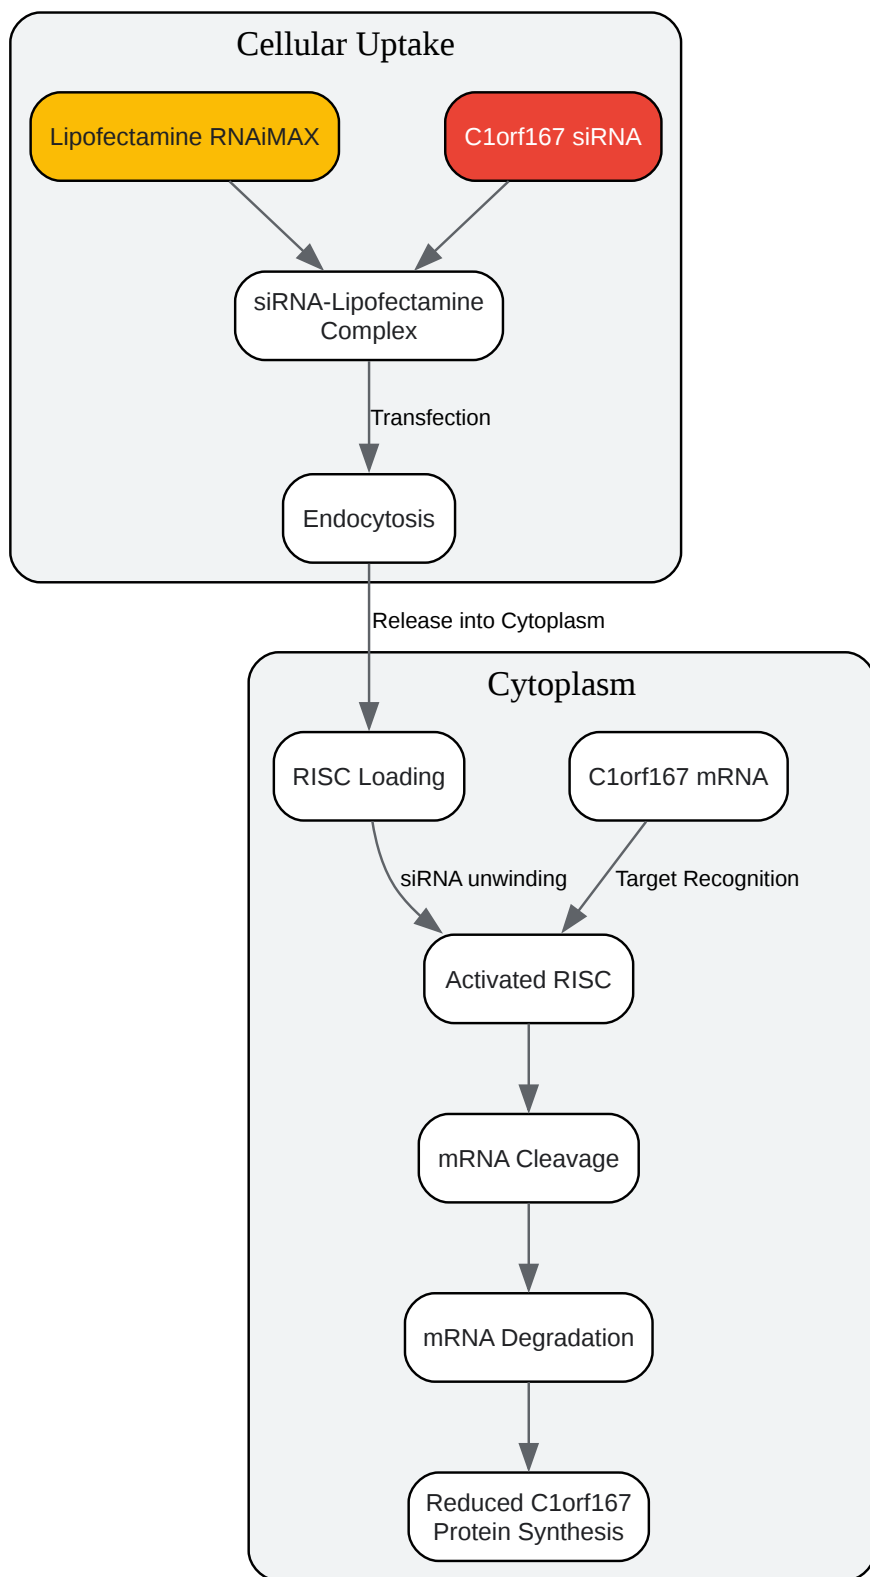 Cellular Uptake
Lipofectamine RNAiMAX
C1orf167 siRNA
siRNA-Lipofectamine
Complex
Transfection
Endocytosis
Release into Cytoplasm
Cytoplasm
RISC Loading
C1orf167 mRNA
siRNA unwinding
Target Recognition
Activated RISC
mRNA Cleavage
mRNA Degradation
Reduced C1orf167
Protein Synthesis